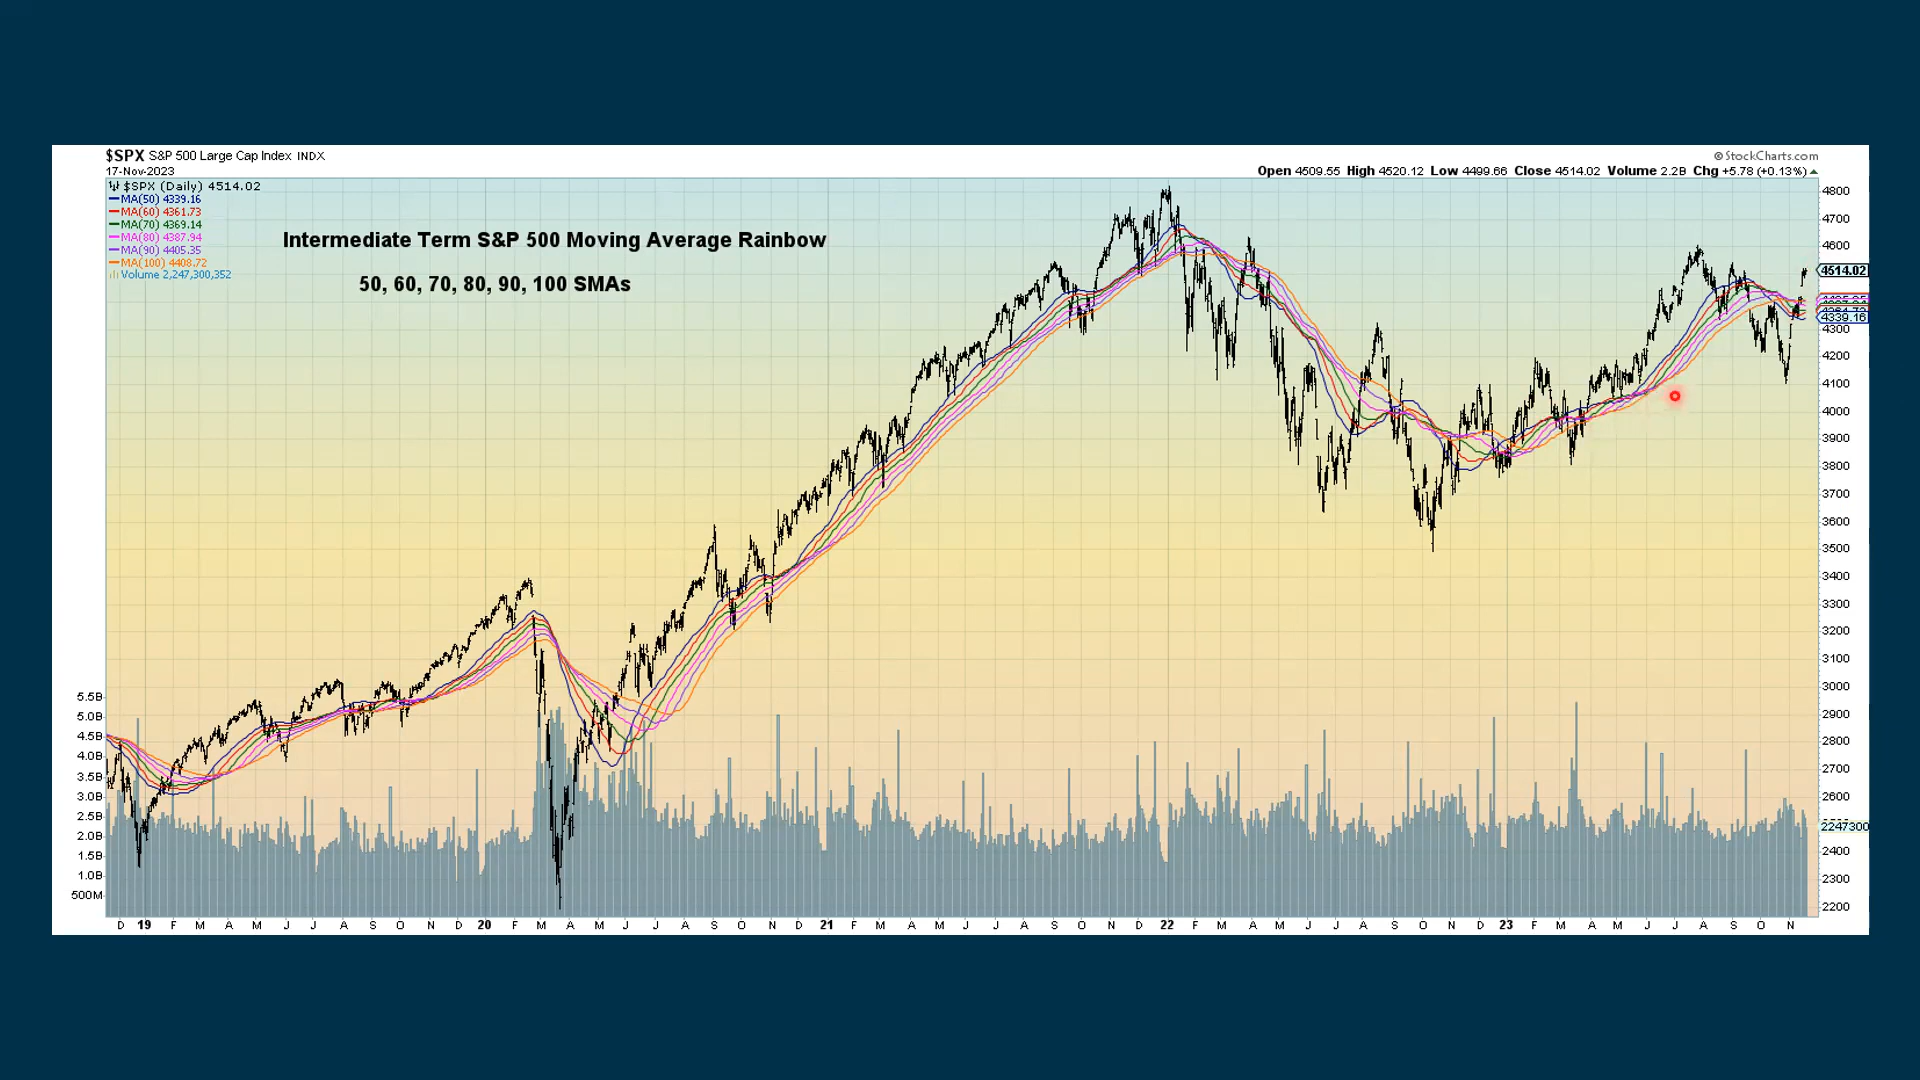 $SPX S&P 500 Large Cap Index INDX
© StockCharts.com
17-Nov-2023
Open 4509.55 High 4520.12 Low 4499.66 Close 4514.02 Volume 2.2B Chg +5.78 (+0.13%)
$SPX (Daily) 4514.02
MA(50) 4339.16
MA(60) 4361.73
MA(70) 4369.14
MA(80) 4387.94
MA(90) 4405.35
MA(100) 4408.72
Volume 2,247,300,352
Intermediate Term S&P 500 Moving Average Rainbow
50, 60, 70, 80, 90, 100 SMAs
4800
4700
4600
4514.02
4339.16
4300
4200
4100
4000
3900
3800
3700
3600
3500
3400
3300
3200
3100
3000
2900
2800
2700
2600
2247300
2400
2300
2200
5.5B
5.0B
4.5B
4.0B
3.5B
3.0B
2.5B
2.0B
1.5B
1.0B
500M
D 19 F M A M J J A S O N D 20 F M A M J J A S O N D 21 F M A M J J A S O N D 22 F M A M J J A S O N D 23 F M A M J J A S O N